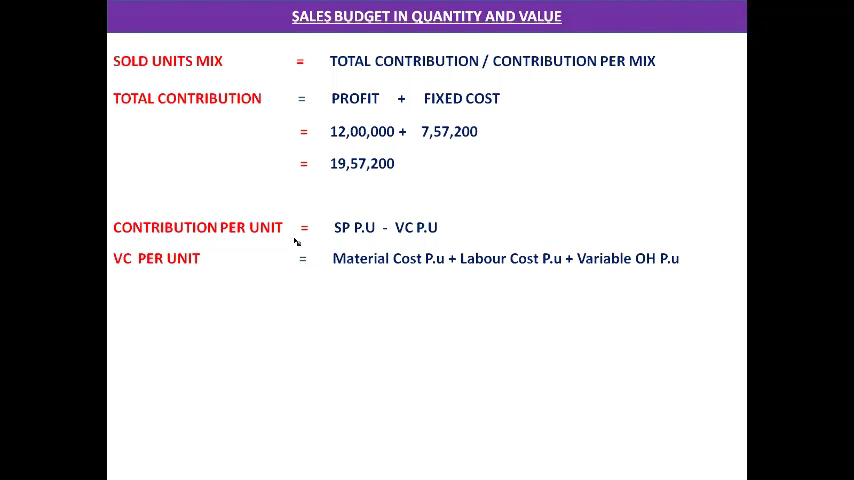 SALES BUDGET IN QUANTITY AND VALUE
SOLD UNITS MIX = TOTAL CONTRIBUTION / CONTRIBUTION PER MIX
TOTAL CONTRIBUTION = PROFIT + FIXED COST
= 12,00,000 + 7,57,200
= 19,57,200
CONTRIBUTION PER UNIT = SP P.U - VC P.U
VC PER UNIT = Material Cost P.u + Labour Cost P.u + Variable OH P.u